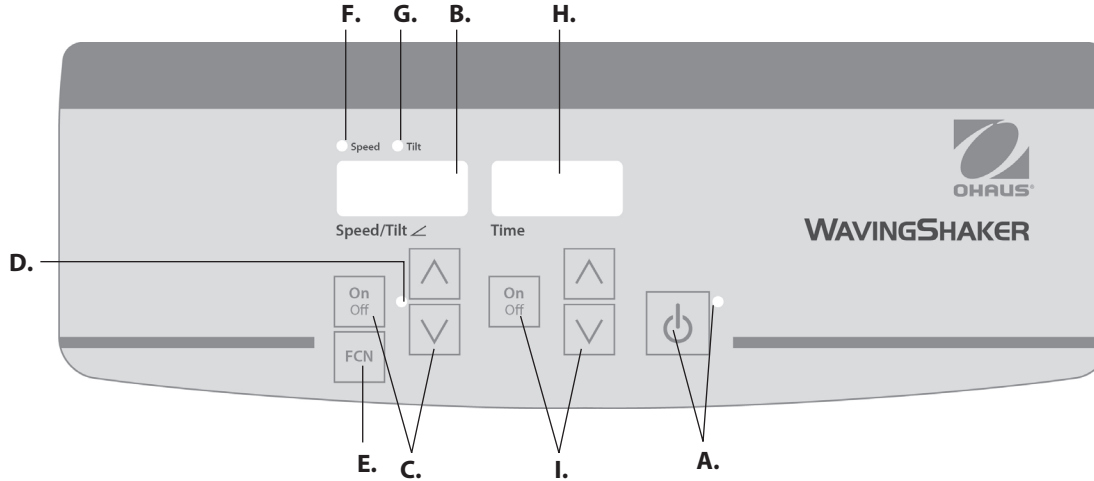 F. G. B. H.
Speed Tilt
OHAUS®
Speed/Tilt Time
WAVINGSHAKER
D.
On On
Off Off
FCN
E. C. I. A.